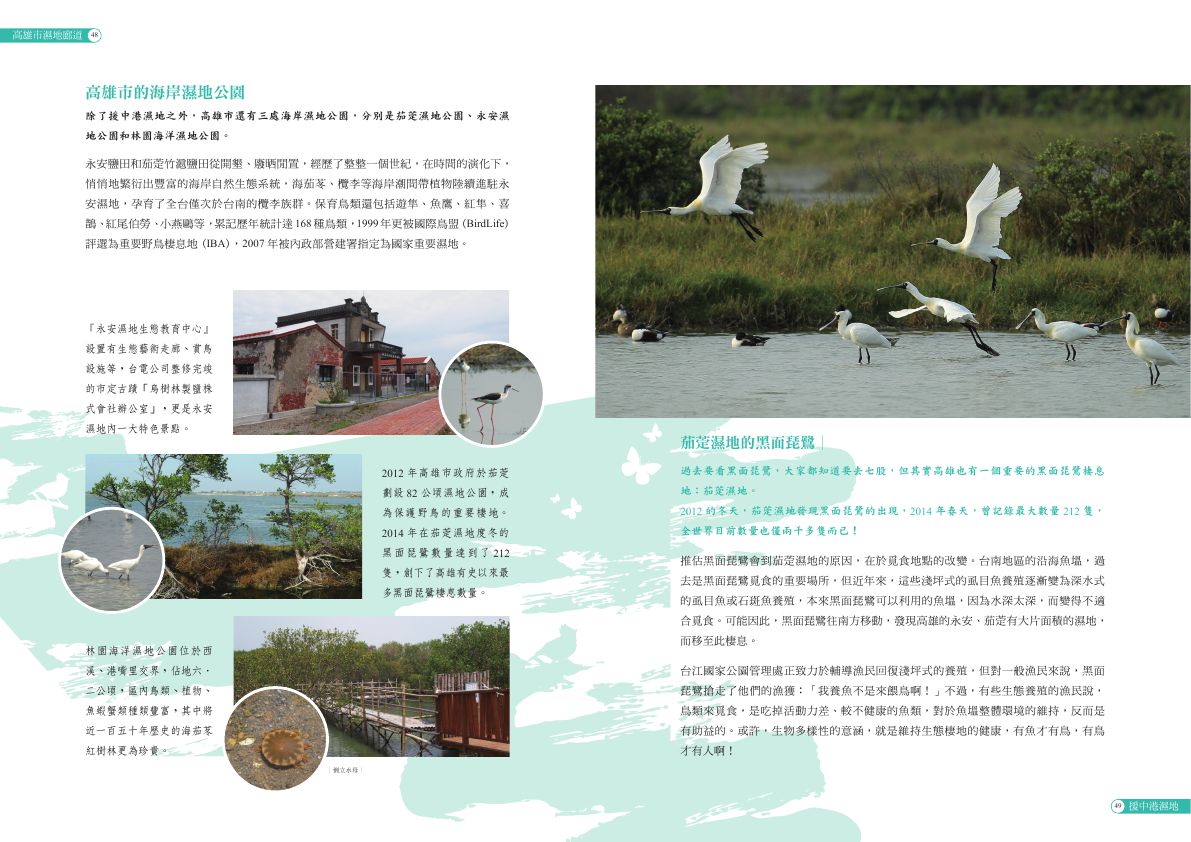 高雄市濕地廊道 48
高雄市的海岸濕地公園
除了援中港濕地之外，高雄市還有三處海岸濕地公園，分別是茄萣濕地公園、永安濕
地公園和林園海洋濕地公園。
永安鹽田和茄萣竹滬鹽田從開墾、廢晒閒置，經歷了整整一個世紀，在時間的演化下，
悄悄地繁衍出豐富的海岸自然生態系統，海茄苳、欖李等海岸潮間帶植物陸續進駐永
安濕地，孕育了全台僅次於台南的欖李族群。保育鳥類還包括遊隼、魚鷹、紅隼、喜
鵲、紅尾伯勞、小燕鷗等，累記歷年統計達 168 種鳥類，1999 年更被國際鳥盟（BirdLife）
評選為重要野鳥棲息地（IBA），2007 年被內政部營建署指定為國家重要濕地。
『永安濕地生態教育中心』
設置有生態藝術走廊、賞鳥
設施等，台電公司整修完竣
的市定古蹟『烏樹林製鹽株
式會社辦公室』，更是永安
濕地內一大特色景點。
2012 年高雄市政府於茄萣
劃設 82 公頃濕地公園，成
為保護野鳥的重要棲地。
2014 年在茄萣濕地度冬的
黑面琵鷺數量達到了 212
隻，創下了高雄有史以來最
多黑面琵鷺棲息數量。
林園海洋濕地公園位於西
溪、港嘴里交界，佔地六．
二公頃，區內鳥類、植物、
魚蝦蟹類種類豐富，其中將
近一百五十年歷史的海茄苳
紅樹林更為珍貴。
｜倒立水母｜
茄萣濕地的黑面琵鷺｜
過去要看黑面琵鷺，大家都知道要去七股，但其實高雄也有一個重要的黑面琵鷺棲息
地：茄萣濕地。
2012 的冬天，茄萣濕地發現黑面琵鷺的出現，2014 年春天，曾記錄最大數量 212 隻，
全世界目前數量也僅兩千多隻而已！
推估黑面琵鷺會到茄萣濕地的原因，在於覓食地點的改變。台南地區的沿海魚塭，過
去是黑面琵鷺覓食的重要場所，但近年來，這些淺坪式的虱目魚養殖逐漸變為深水式
的虱目魚或石斑魚養殖，本來黑面琵鷺可以利用的魚塭，因為水深太深，而變得不適
合覓食。可能因此，黑面琵鷺往南方移動，發現高雄的永安、茄萣有大片面積的濕地，
而移至此棲息。
台江國家公園管理處正致力於輔導漁民回復淺坪式的養殖，但對一般漁民來說，黑面
琵鷺搶走了他們的漁獲：「我養魚不是來餵鳥啊！」不過，有些生態養殖的漁民說，
鳥類來覓食，是吃掉活動力差、較不健康的魚類，對於魚塭整體環境的維持，反而是
有助益的。或許，生物多樣性的意涵，就是維持生態棲地的健康，有魚才有鳥，有鳥
才有人啊！
49 援中港濕地